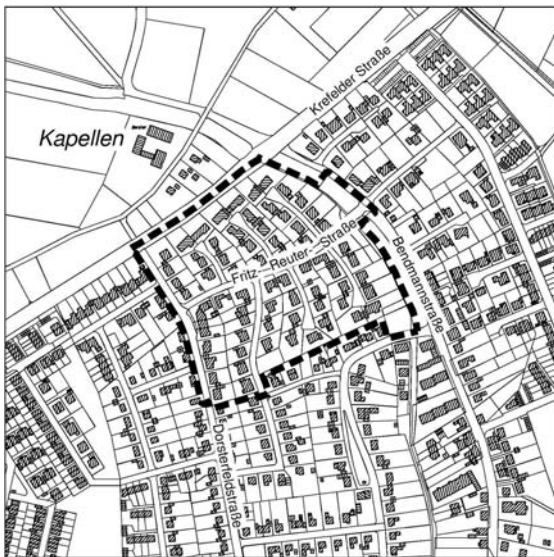 Krefelder Straße
Kapellen
Fritz-Reuter-Straße
Bendmannstraße
Dorsterfeldstraße